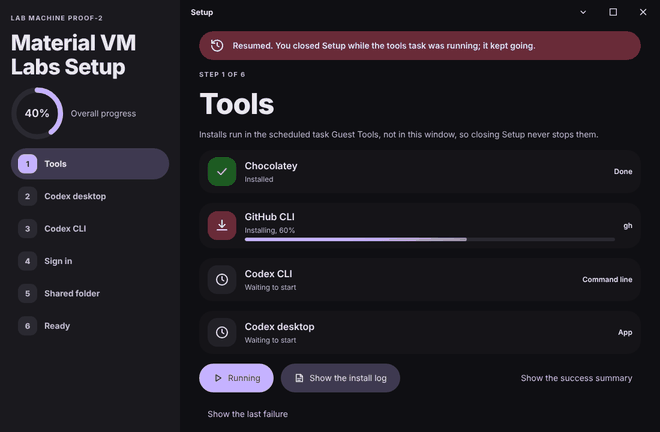 LAB MACHINE PROOF-2
Material VM
Labs Setup
40%
Overall progress
1
Tools
2
Codex desktop
3
Codex CLI
4
Sign in
5
Shared folder
6
Ready
Setup
Resumed. You closed Setup while the tools task was running; it kept going.
STEP 1 OF 6
Tools
Installs run in the scheduled task Guest Tools, not in this window, so closing Setup never stops them.
Chocolatey
Installed
Done
GitHub CLI
Installing, 60%
gh
Codex CLI
Waiting to start
Command line
Codex desktop
Waiting to start
App
Running
Show the install log
Show the success summary
Show the last failure